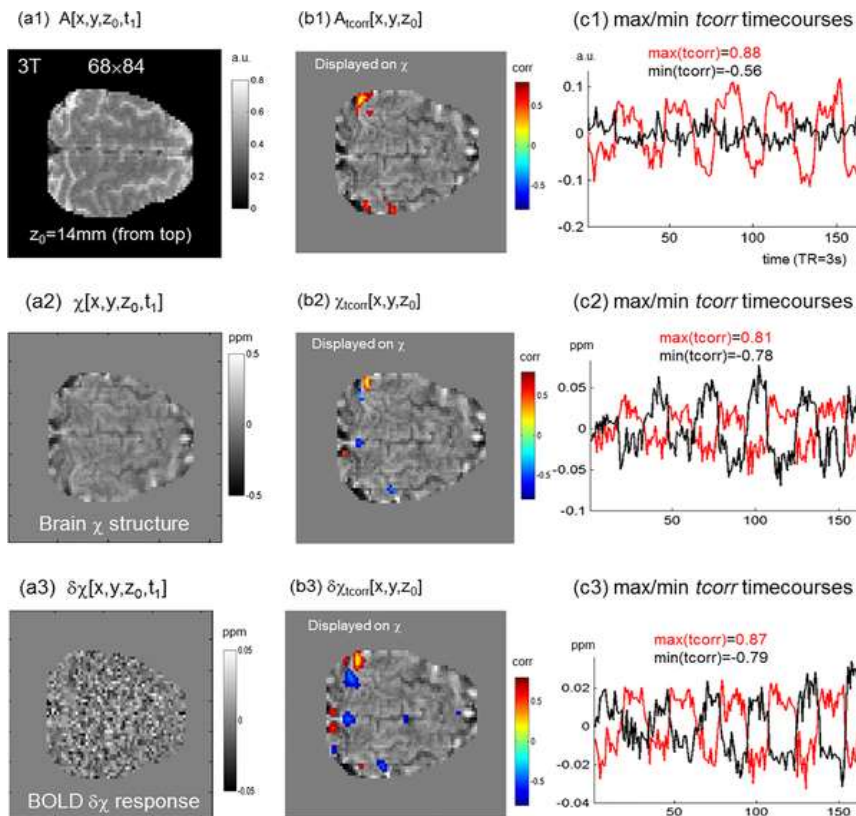 (a1) A[x,y,z₀,t₁]
3T 68×84
z₀=14mm (from top)
a.u.
0.8
0.6
0.4
0.2
0
(b1) Atcorr[x,y,z₀]
Displayed on χ
corr
0.5
0
-0.5
(c1) max/min tcorr timecourses
max(tcorr)=0.88
min(tcorr)=-0.56
a.u.
0.1
0
-0.1
-0.2
50
100
150
time (TR=3s)
(a2) χ[x,y,z₀,t₁]
Brain χ structure
ppm
0.5
0
-0.5
(b2) χtcorr[x,y,z₀]
Displayed on χ
corr
0.5
0
-0.5
(c2) max/min tcorr timecourses
max(tcorr)=0.81
min(tcorr)=-0.78
ppm
0.05
0
-0.05
-0.1
50
100
150
(a3) δχ[x,y,z₀,t₁]
BOLD δχ response
ppm
0.05
0
-0.05
(b3) δχtcorr[x,y,z₀]
Displayed on χ
corr
0.5
0
-0.5
(c3) max/min tcorr timecourses
max(tcorr)=0.87
min(tcorr)=-0.79
ppm
0.02
0
-0.02
-0.04
50
100
150